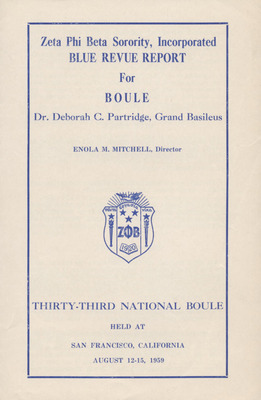 Zeta Phi Beta Sorority, Incorporated
BLUE REVUE REPORT
For
BOULE
Dr. Deborah C. Partridge, Grand Basileus
ENOLA M. MITCHELL, Director
ΖΦΒ
1920
THIRTY-THIRD NATIONAL BOULE
HELD AT
SAN FRANCISCO, CALIFORNIA
AUGUST 12-15, 1959